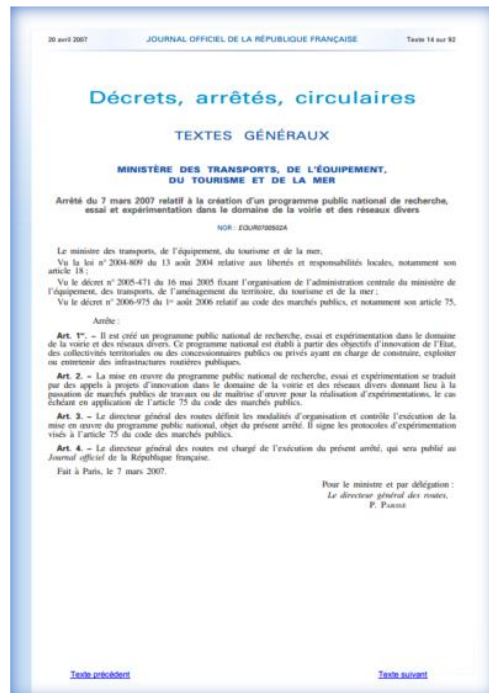 20 avril 2007 JOURNAL OFFICIEL DE LA RÉPUBLIQUE FRANÇAISE Texte 14 sur 92
Décrets, arrêtés, circulaires
TEXTES GÉNÉRAUX
MINISTÈRE DES TRANSPORTS, DE L'ÉQUIPEMENT,
DU TOURISME ET DE LA MER
Arrêté du 7 mars 2007 relatif à la création d'un programme public national de recherche,
essai et expérimentation dans le domaine de la voirie et des réseaux divers
NOR : EQUR0700502A
Le ministre des transports, de l'équipement, du tourisme et de la mer,
Vu la loi n° 2004-809 du 13 août 2004 relative aux libertés et responsabilités locales, notamment son
article 18 ;
Vu le décret n° 2005-471 du 16 mai 2005 fixant l'organisation de l'administration centrale du ministère de
l'équipement, des transports, de l'aménagement du territoire, du tourisme et de la mer ;
Vu le décret n° 2006-975 du 1er août 2006 relatif au code des marchés publics, et notamment son article 75,
Arrête :
Art. 1er. – Il est créé un programme public national de recherche, essai et expérimentation dans le domaine
de la voirie et des réseaux divers. Ce programme national est établi à partir des objectifs d'innovation de l'Etat,
des collectivités territoriales ou des concessionnaires publics ou privés ayant en charge de construire, exploiter
ou entretenir des infrastructures routières publiques.
Art. 2. – La mise en œuvre du programme public national de recherche, essai et expérimentation se traduit
par des appels à projets d'innovation dans le domaine de la voirie et des réseaux divers donnant lieu à la
passation de marchés publics de travaux ou de maîtrise d'œuvre pour la réalisation d'expérimentations, le cas
échéant en application de l'article 75 du code des marchés publics.
Art. 3. – Le directeur général des routes définit les modalités d'organisation et contrôle l'exécution de la
mise en œuvre du programme public national, objet du présent arrêté. Il signe les protocoles d'expérimentation
visés à l'article 75 du code des marchés publics.
Art. 4. – Le directeur général des routes est chargé de l'exécution du présent arrêté, qui sera publié au
Journal officiel de la République française.
Fait à Paris, le 7 mars 2007.
Pour le ministre et par délégation :
Le directeur général des routes,
P. PARISÉ
Texte précédent Texte suivant